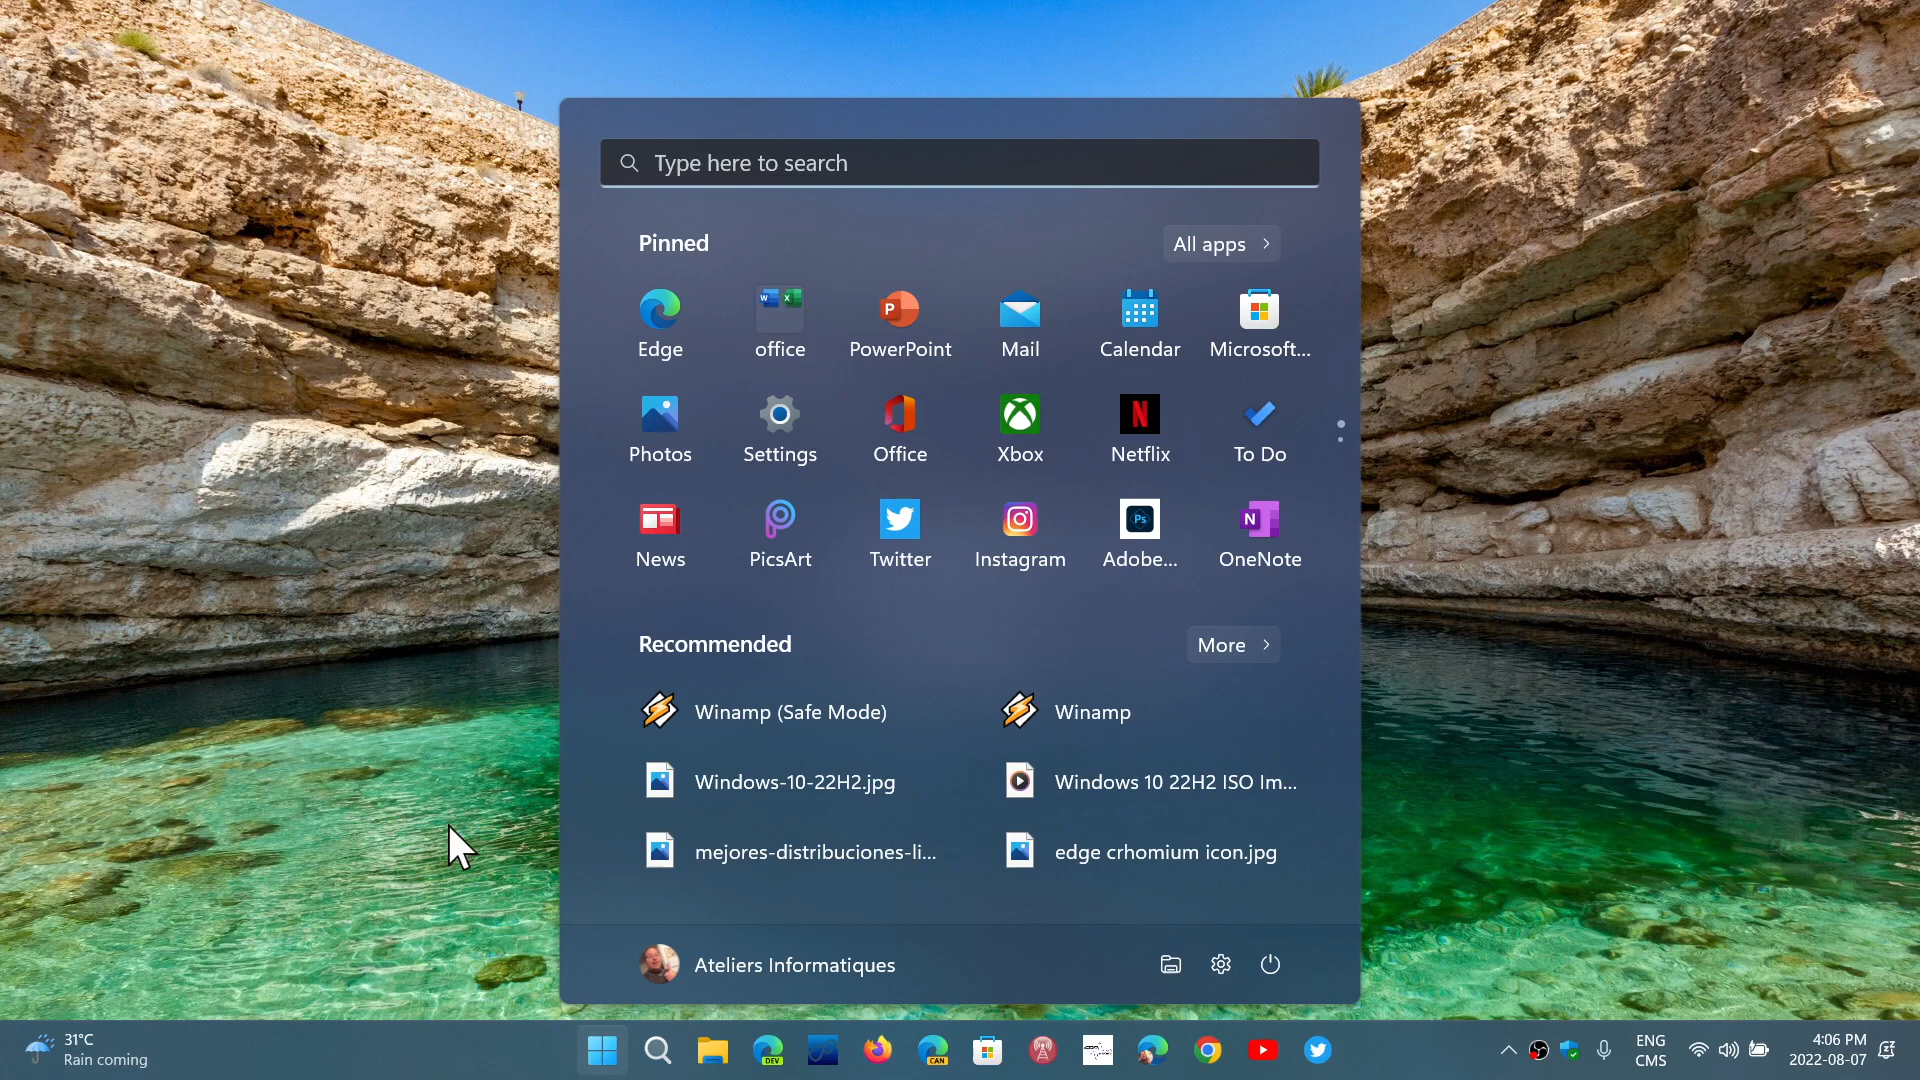 Type here to search
Pinned
All apps
W X
P
Edge
office
PowerPoint
Mail
Calendar
Microsoft...
N
Photos
Settings
Office
Xbox
Netflix
To Do
Ps
N
News
PicsArt
Twitter
Instagram
Adobe...
OneNote
Recommended
More
Winamp (Safe Mode)
Winamp
Windows-10-22H2.jpg
Windows 10 22H2 ISO Im...
mejores-distribuciones-li...
edge crhomium icon.jpg
Ateliers Informatiques
31°C
Rain coming
DEV
CAN
ENG
CMS
4:06 PM
2022-08-07